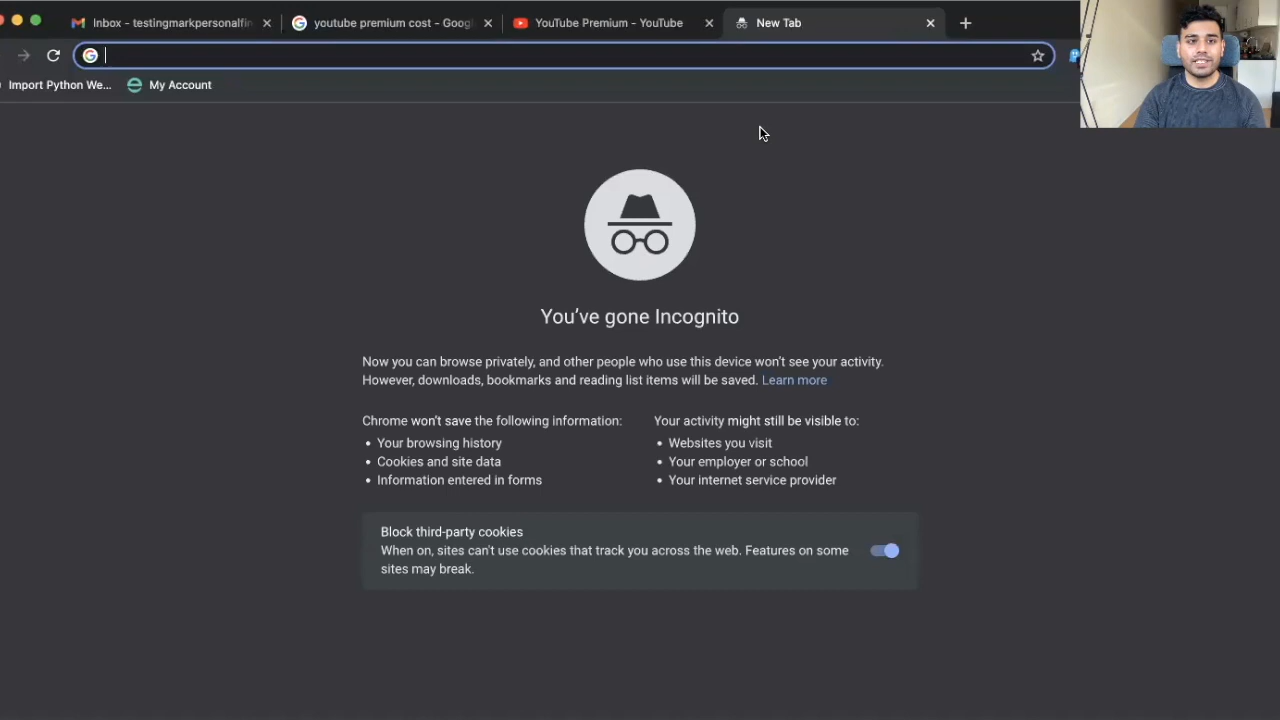 Inbox - testingmarkpersonalfin
youtube premium cost - Googl
YouTube Premium - YouTube
New Tab
Import Python We...
My Account
You've gone Incognito
Now you can browse privately, and other people who use this device won't see your activity.
However, downloads, bookmarks and reading list items will be saved. Learn more
Chrome won't save the following information:
• Your browsing history
• Cookies and site data
• Information entered in forms
Your activity might still be visible to:
• Websites you visit
• Your employer or school
• Your internet service provider
Block third-party cookies
When on, sites can't use cookies that track you across the web. Features on some
sites may break.